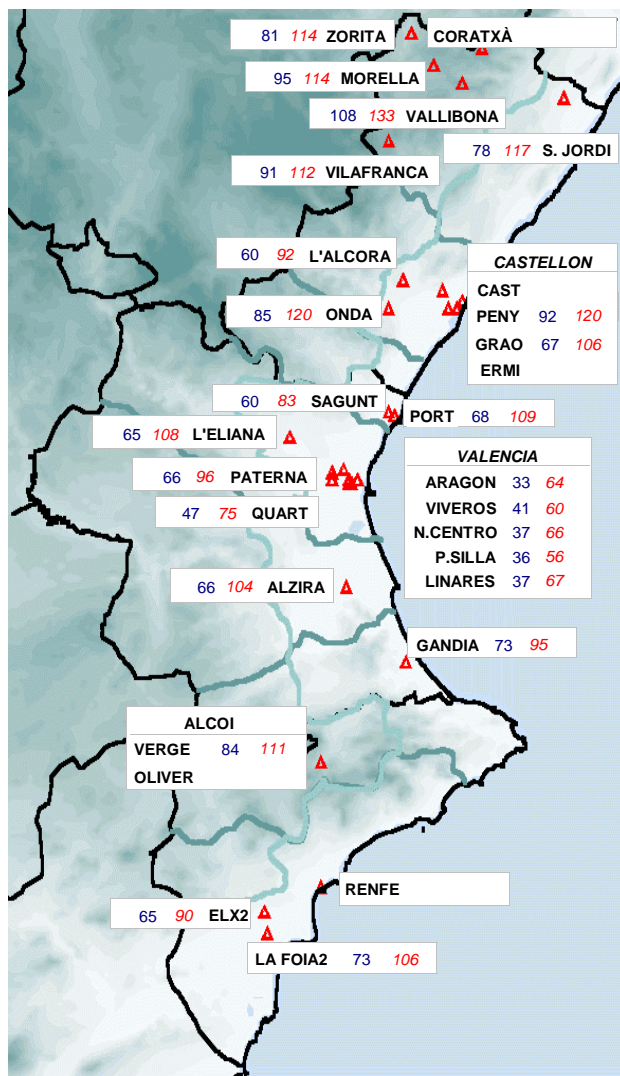 81 114 ZORITA
CORATXÀ
95 114 MORELLA
108 133 VALLIBONA
78 117 S. JORDI
91 112 VILAFRANCA
60 92 L'ALCORA
85 120 ONDA
CASTELLON
CAST
PENY 92 120
GRAO 67 106
ERMI
60 83 SAGUNT
PORT 68 109
65 108 L'ELIANA
66 96 PATERNA
47 75 QUART
VALENCIA
ARAGON 33 64
VIVEROS 41 60
N.CENTRO 37 66
P.SILLA 36 56
LINARES 37 67
66 104 ALZIRA
GANDIA 73 95
ALCOI
VERGE 84 111
OLIVER
RENFE
65 90 ELX2
LA FOIA2 73 106